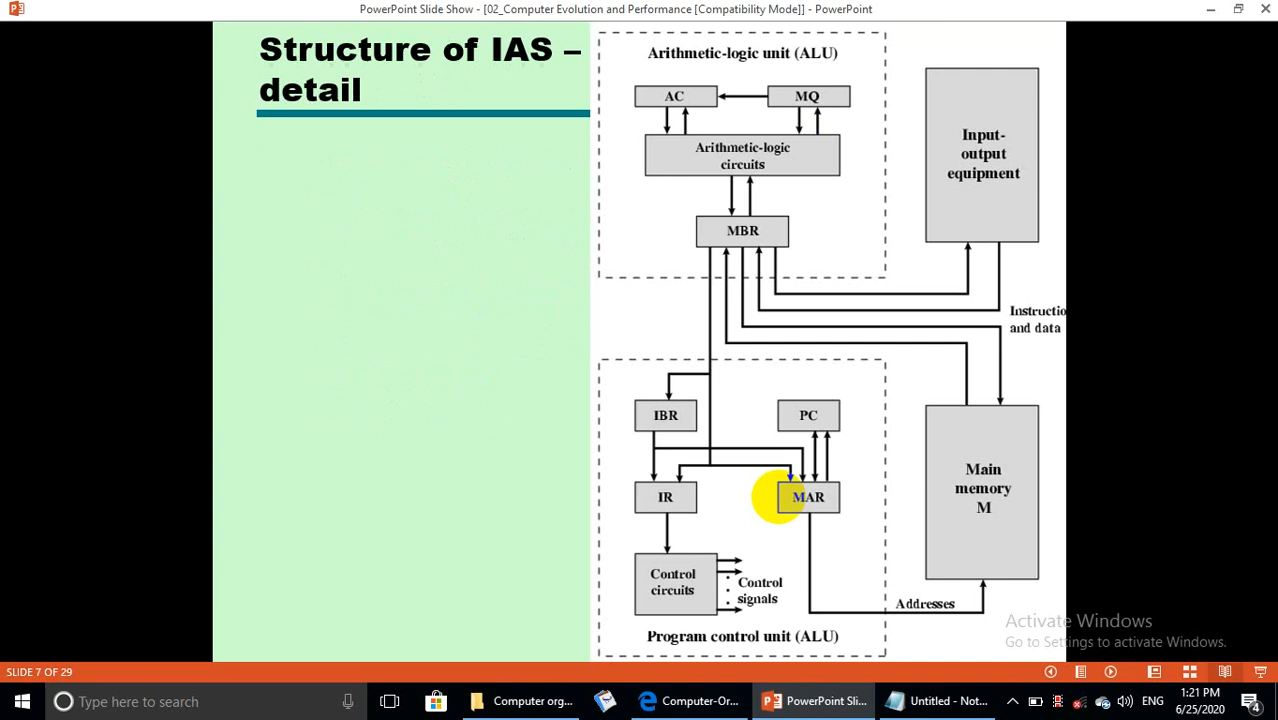 PowerPoint Slide Show - [02_Computer Evolution and Performance [Compatibility Mode]] - PowerPoint
Structure of IAS –
detail
Arithmetic-logic unit (ALU)
AC
MQ
Arithmetic-logic
circuits
MBR
Input-
output
equipment
Instructio
and data
IBR
PC
IR
MAR
Main
memory
M
Control
circuits
Control
signals
Addresses
Program control unit (ALU)
Activate Windows
Go to Settings to activate Windows.
SLIDE 7 OF 29
Type here to search
Computer org...
Computer-Or...
PowerPoint Sli...
Untitled - Not...
ENG
1:21 PM
6/25/2020
4